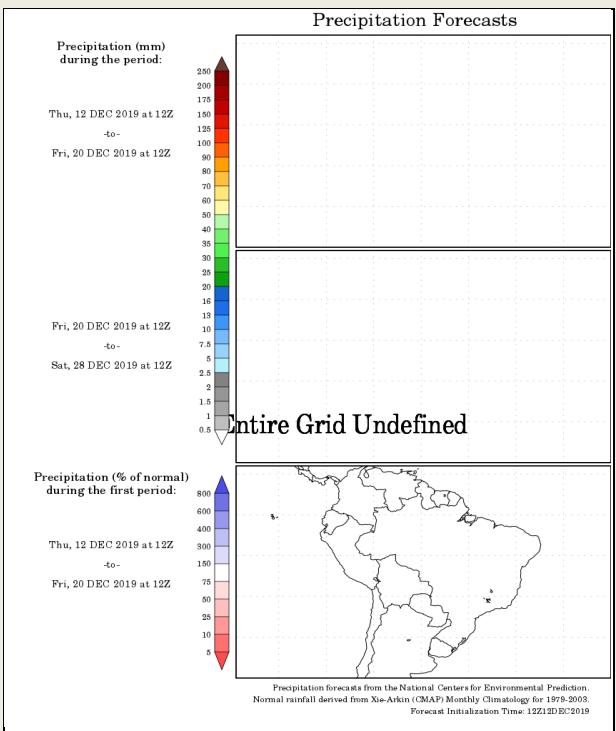 Precipitation Forecasts
Precipitation (mm)
during the period:
Thu, 12 DEC 2019 at 12Z
-to-
Fri, 20 DEC 2019 at 12Z
250
200
175
150
125
100
90
80
70
60
50
40
35
30
25
20
16
13
10
7.5
5
2.5
2
1.5
1
0.5
Fri, 20 DEC 2019 at 12Z
-to-
Sat, 28 DEC 2019 at 12Z
Entire Grid Undefined
Precipitation (% of normal)
during the first period:
Thu, 12 DEC 2019 at 12Z
-to-
Fri, 20 DEC 2019 at 12Z
800
600
400
300
150
75
50
25
10
5
Precipitation forecasts from the National Centers for Environmental Prediction.
Normal rainfall derived from Xie-Arkin (CMAP) Monthly Climatology for 1979-2003.
Forecast Initialization Time: 12Z12DEC2019